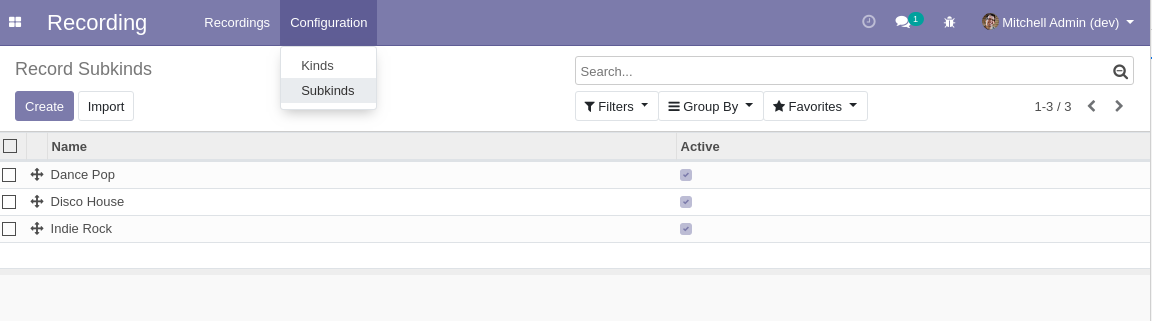 Recording
Recordings
Configuration
1
Mitchell Admin (dev)
Kinds
Subkinds
Record Subkinds
Search...
Create
Import
Filters
Group By
Favorites
1-3 / 3
Name
Active
Dance Pop
Disco House
Indie Rock